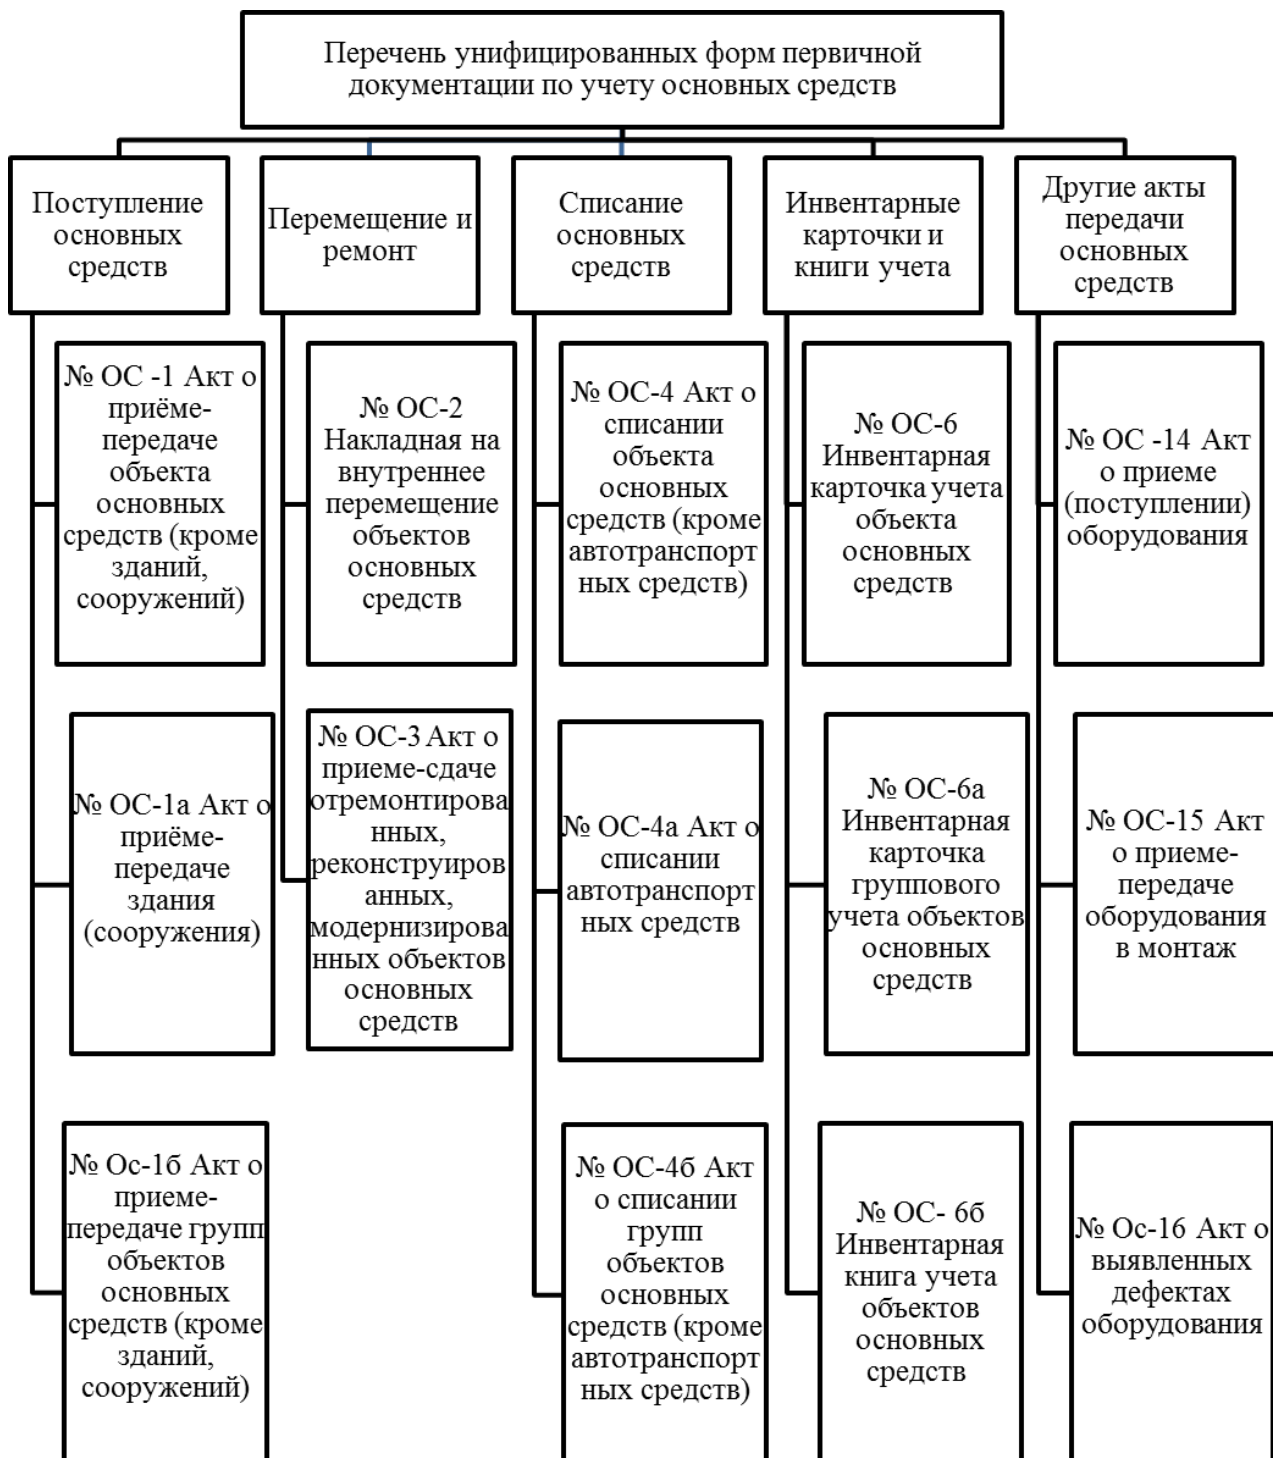 Перечень унифицированных форм первичной
документации по учету основных средств
Поступление
основных
средств
Перемещение и
ремонт
Списание
основных
средств
Инвентарные
карточки и
книги учета
Другие акты
передачи
основных
средств
№ ОС -1 Акт о
приёме-
передаче
объекта
основных
средств (кроме
зданий,
сооружений)
№ ОС-2
Накладная на
внутреннее
перемещение
объектов
основных
средств
№ ОС-4 Акт о
списании
объекта
основных
средств (кроме
автотранспорт
ных средств)
№ ОС-6
Инвентарная
карточка учета
объекта
основных
средств
№ ОС -14 Акт
о приеме
(поступлении)
оборудования
№ ОС-1а Акт о
приёме-
передаче
здания
(сооружения)
№ ОС-3 Акт о
приеме-сдаче
отремонтирова
нных,
реконструиров
анных,
модернизирова
нных объектов
основных
средств
№ ОС-4а Акт о
списании
автотранспорт
ных средств
№ ОС-6а
Инвентарная
карточка
группового
учета объектов
основных
средств
№ ОС-15 Акт
о приеме-
передаче
оборудования
в монтаж
№ Ос-1б Акт о
приеме-
передаче групп
объектов
основных
средств (кроме
зданий,
сооружений)
№ ОС-4б Акт
о списании
групп
объектов
основных
средств (кроме
автотранспорт
ных средств)
№ ОС- 6б
Инвентарная
книга учета
объектов
основных
средств
№ Ос-16 Акт о
выявленных
дефектах
оборудования